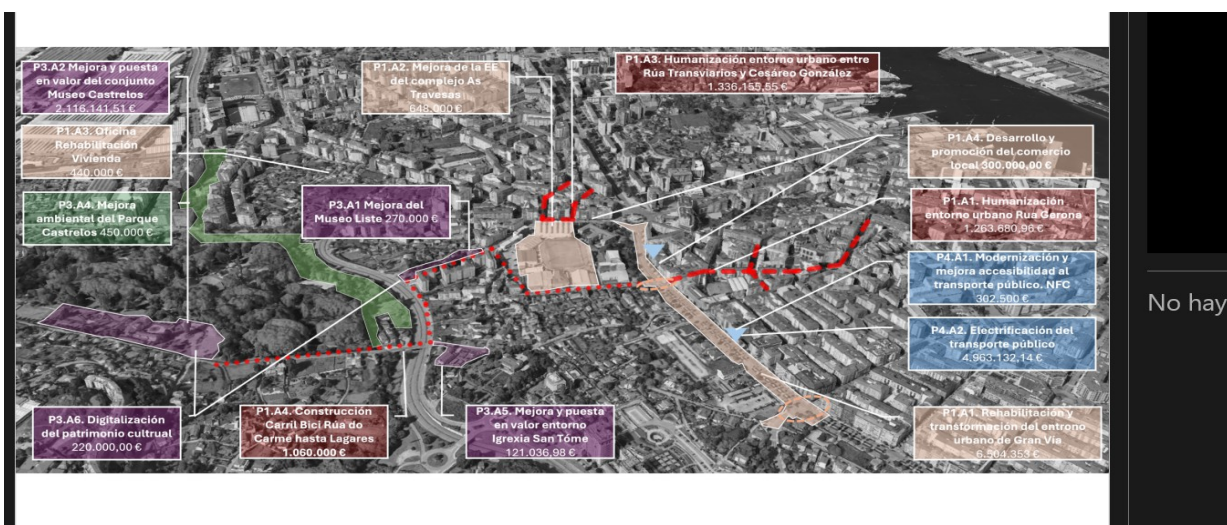 P3.A2 Mejora y puesta
en valor del conjunto
Museo Castrelos
2.116.141,51 €
P1.A2. Mejora de la EE
del complejo As
Travesas
648.000 €
P1.A3. Humanización entorno urbano entre
Rúa Transviarios y Cesáreo González
1.336.155,55 €
P1.A3. Oficina
Rehabilitación
Vivienda
440.000 €
P1.A4. Desarrollo y
promoción del comercio
local 300.000,00 €
P3.A4. Mejora
ambiental del Parque
Castrelos 450.000 €
P3.A1 Mejora del
Museo Liste 270.000 €
P1.A1. Humanización
entorno urbano Rua Gerona
1.263.680,96 €
P4.A1. Modernización y
mejora accesibilidad al
transporte público. NFC
302.500 €
No hay
P4.A2. Electrificación del
transporte público
4.963.132,14 €
P3.A6. Digitalización
del patrimonio cultrual
220.000,00 €
P1.A4. Construcción
Carril Bici Rúa do
Carme hasta Lagares
1.060.000 €
P3.A5. Mejora y puesta
en valor entorno
Igrexia San Tóme
121.036,98 €
P1.A1. Rehabilitación y
transformación del entrono
urbano de Gran Vía
6.504.353 €